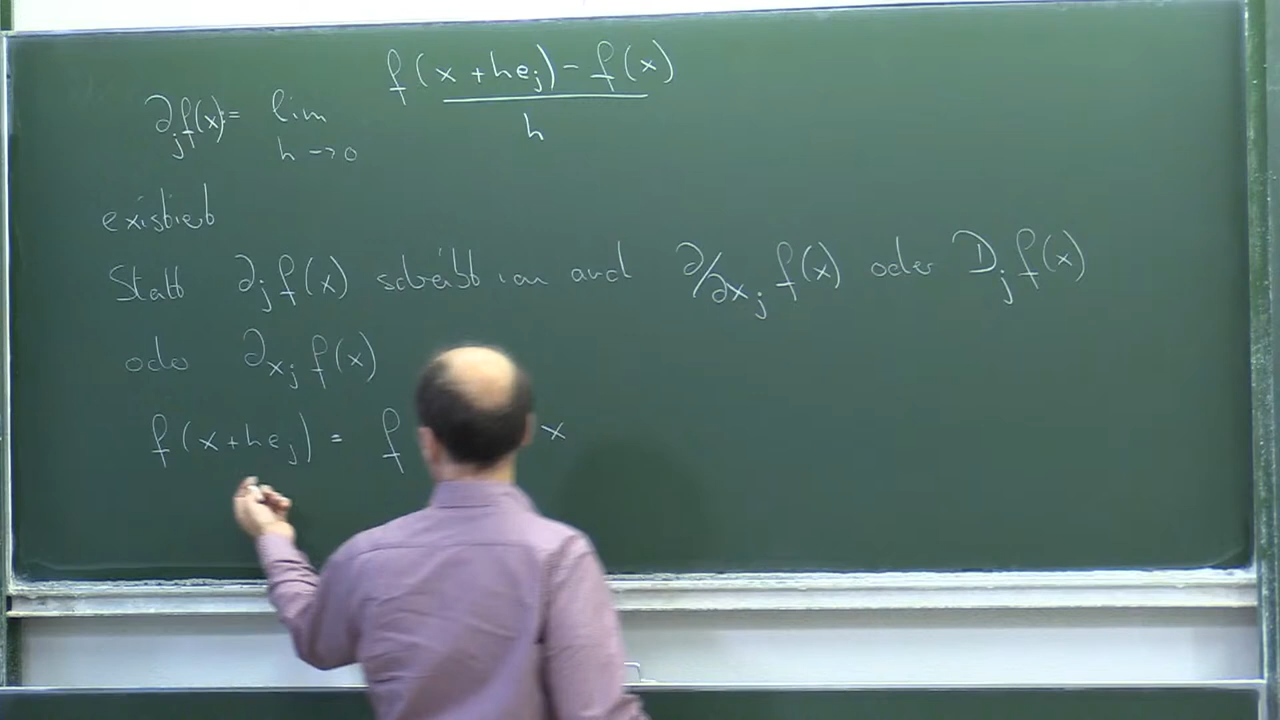 ∂_j f(x) := lim_{h→0} (f(x+he_j) - f(x)) / h
existiert
Statt ∂_j f(x) schreibt man auch ∂/∂x_j f(x) oder D_j f(x)
oder ∂_{x_j} f(x)
f(x+he_j) = f x